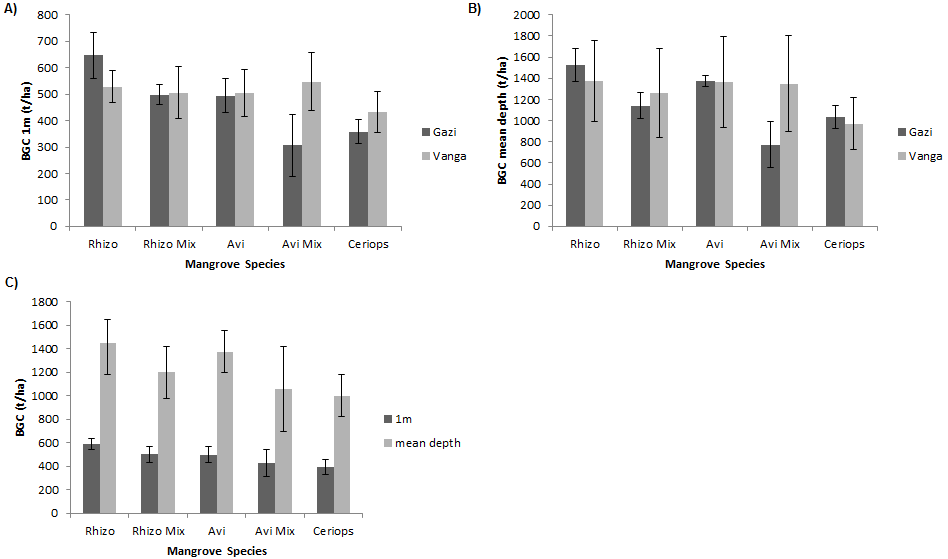 A)
BGC 1m (t/ha)
800
700
600
500
400
300
200
100
0
Rhizo Rhizo Mix Avi Avi Mix Ceriops
Mangrove Species
Gazi
Vanga
B)
BGC mean depth (t/ha)
2000
1800
1600
1400
1200
1000
800
600
400
200
0
Rhizo Rhizo Mix Avi Avi Mix Ceriops
Mangrove Species
Gazi
Vanga
C)
BGC (t/ha)
1800
1600
1400
1200
1000
800
600
400
200
0
Rhizo Rhizo Mix Avi Avi Mix Ceriops
Mangrove Species
1m
mean depth